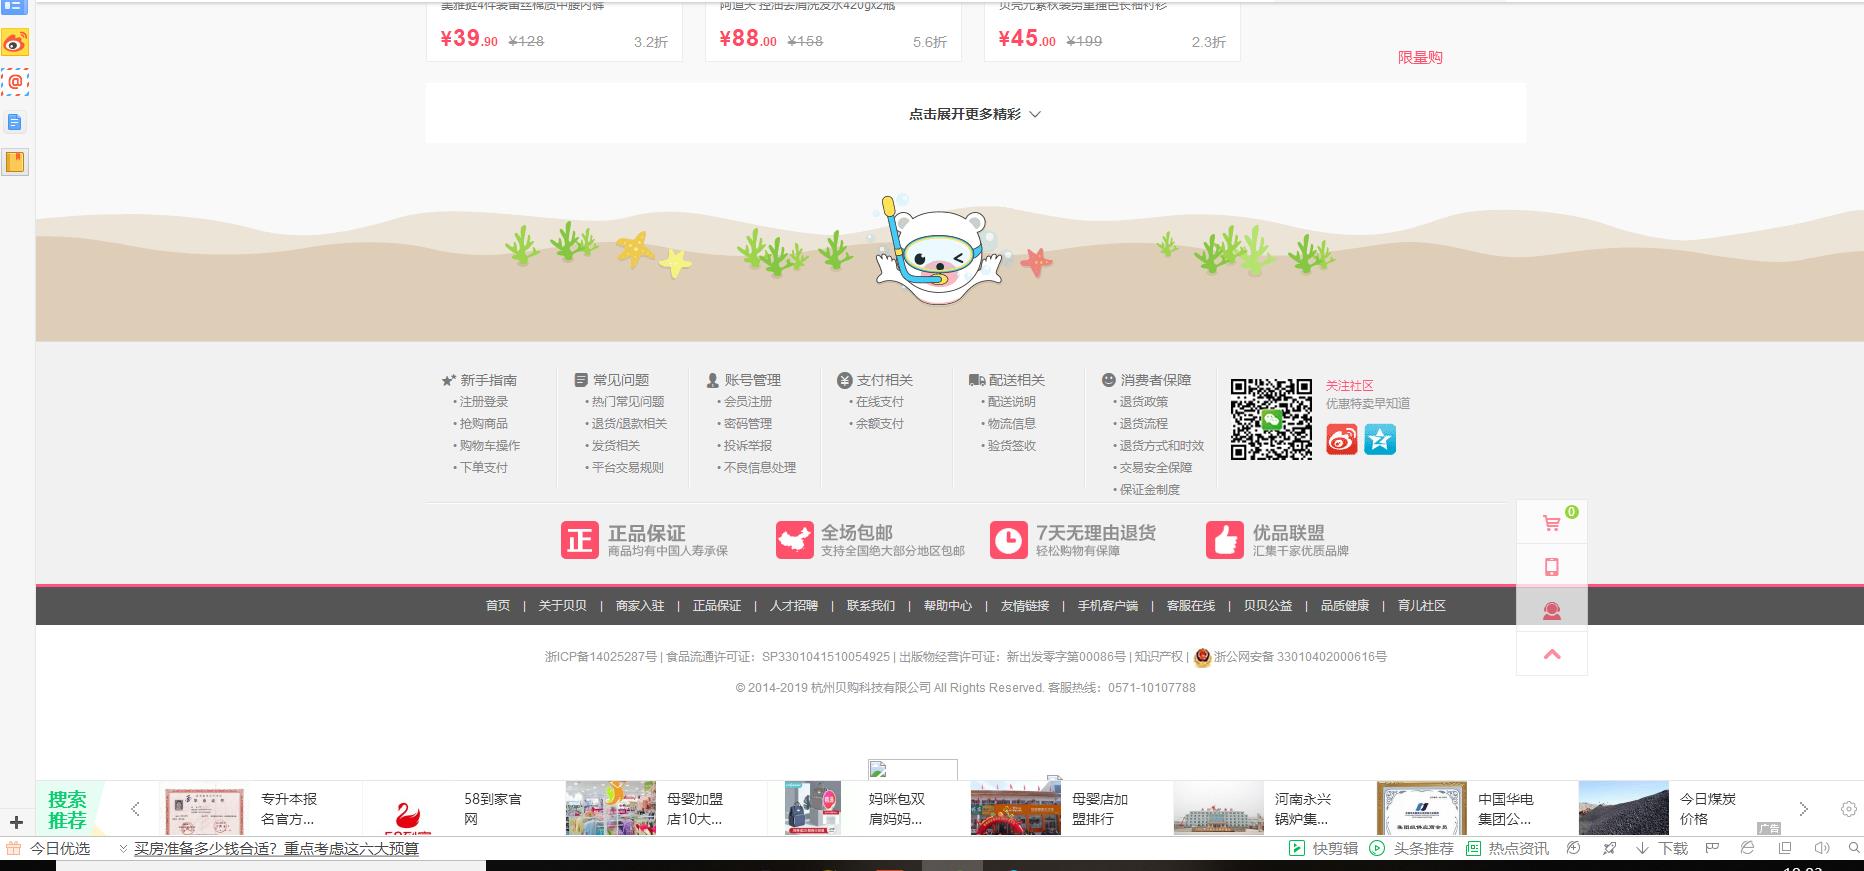 ¥39.90 ¥128 3.2折
¥88.00 ¥158 5.6折
¥45.00 ¥199 2.3折
限量购
点击展开更多精彩
新手指南
• 注册登录
• 抢购商品
• 购物车操作
• 下单支付
常见问题
• 热门常见问题
• 退货/退款相关
• 发货相关
• 平台交易规则
账号管理
• 会员注册
• 密码管理
• 投诉举报
• 不良信息处理
支付相关
• 在线支付
• 余额支付
配送相关
• 配送说明
• 物流信息
• 验货签收
消费者保障
• 退货政策
• 退货流程
• 退货方式和时效
• 交易安全保障
• 保证金制度
关注社区
优惠特卖早知道
正 正品保证
商品均有中国人寿承保
全场包邮
支持全国绝大部分地区包邮
7天无理由退货
轻松购物有保障
优品联盟
汇集千家优质品牌
0
首页 | 关于贝贝 | 商家入驻 | 正品保证 | 人才招聘 | 联系我们 | 帮助中心 | 友情链接 | 手机客户端 | 客服在线 | 贝贝公益 | 品质健康 | 育儿社区
浙ICP备14025287号 | 食品流通许可证：SP3301041510054925 | 出版物经营许可证：新出发零字第00086号 | 知识产权 | 浙公网安备 33010402000616号
© 2014-2019 杭州贝购科技有限公司 All Rights Reserved. 客服热线：0571-10107788
搜索
推荐
专升本报
名官方...
58到家官
网
母婴加盟
店10大...
妈咪包双
肩妈妈...
母婴店加
盟排行
河南永兴
锅炉集...
中国华电
集团公...
今日煤炭
价格
广告
今日优选 买房准备多少钱合适？重点考虑这六大预算
快剪辑 头条推荐 热点资讯 下载